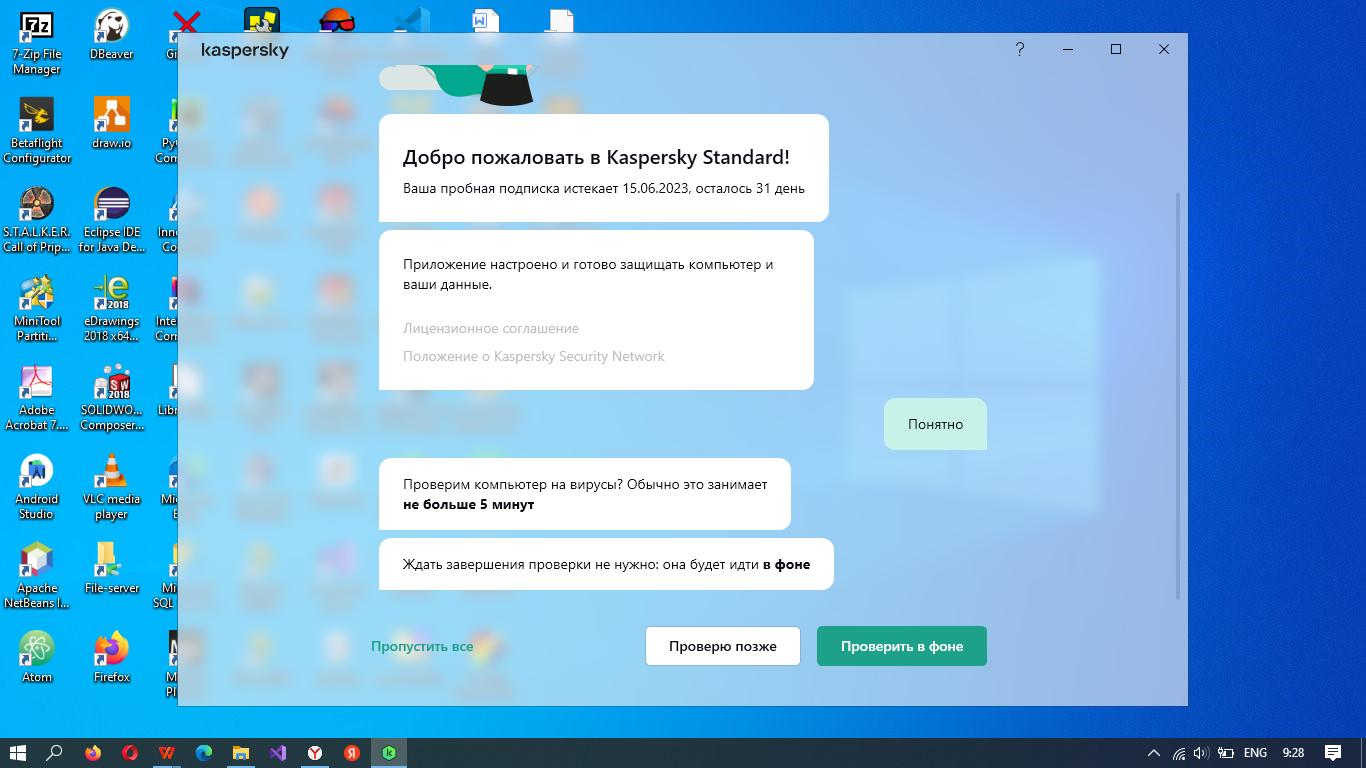 kaspersky
?
Добро пожаловать в Kaspersky Standard!
Ваша пробная подписка истекает 15.06.2023, осталось 31 день
Приложение настроено и готово защищать компьютер и
ваши данные.
Лицензионное соглашение
Положение о Kaspersky Security Network
Понятно
Проверим компьютер на вирусы? Обычно это занимает
не больше 5 минут
Ждать завершения проверки не нужно: она будет идти в фоне
Пропустить все
Проверю позже
Проверить в фоне
7-Zip File
Manager
DBeaver
Betaflight
Configurator
draw.io
S.T.A.L.K.E.R.
Call of Prip...
Eclipse IDE
for Java De...
MiniTool
Partiti...
eDrawings
2018 x64...
Adobe
Acrobat 7....
SOLIDWO...
Composer...
Android
Studio
VLC media
player
Apache
NetBeans I...
File-server
SQL
Atom
Firefox
ENG
9:28